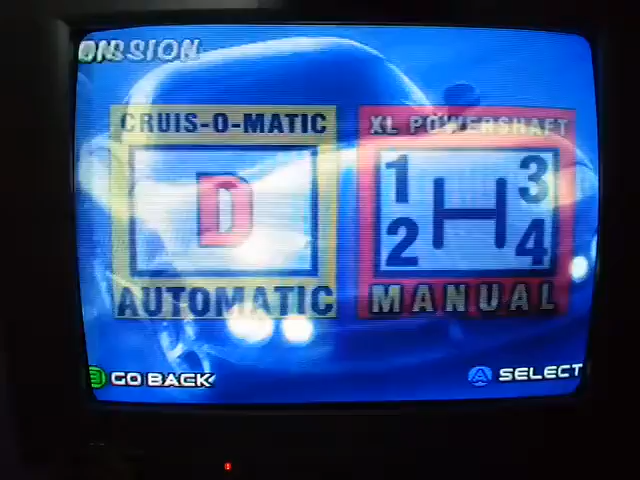 CRUIS-O-MATIC
D
AUTOMATIC
XL POWERSHAFT
1 3
2 4
MANUAL
B GO BACK
A SELECT